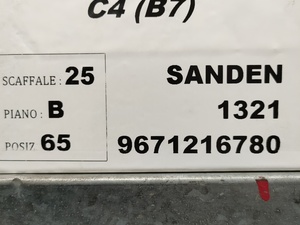 C4 (B7)
SCAFFALE: 25
PIANO: B
POSIZ 65
SANDEN
1321
9671216780